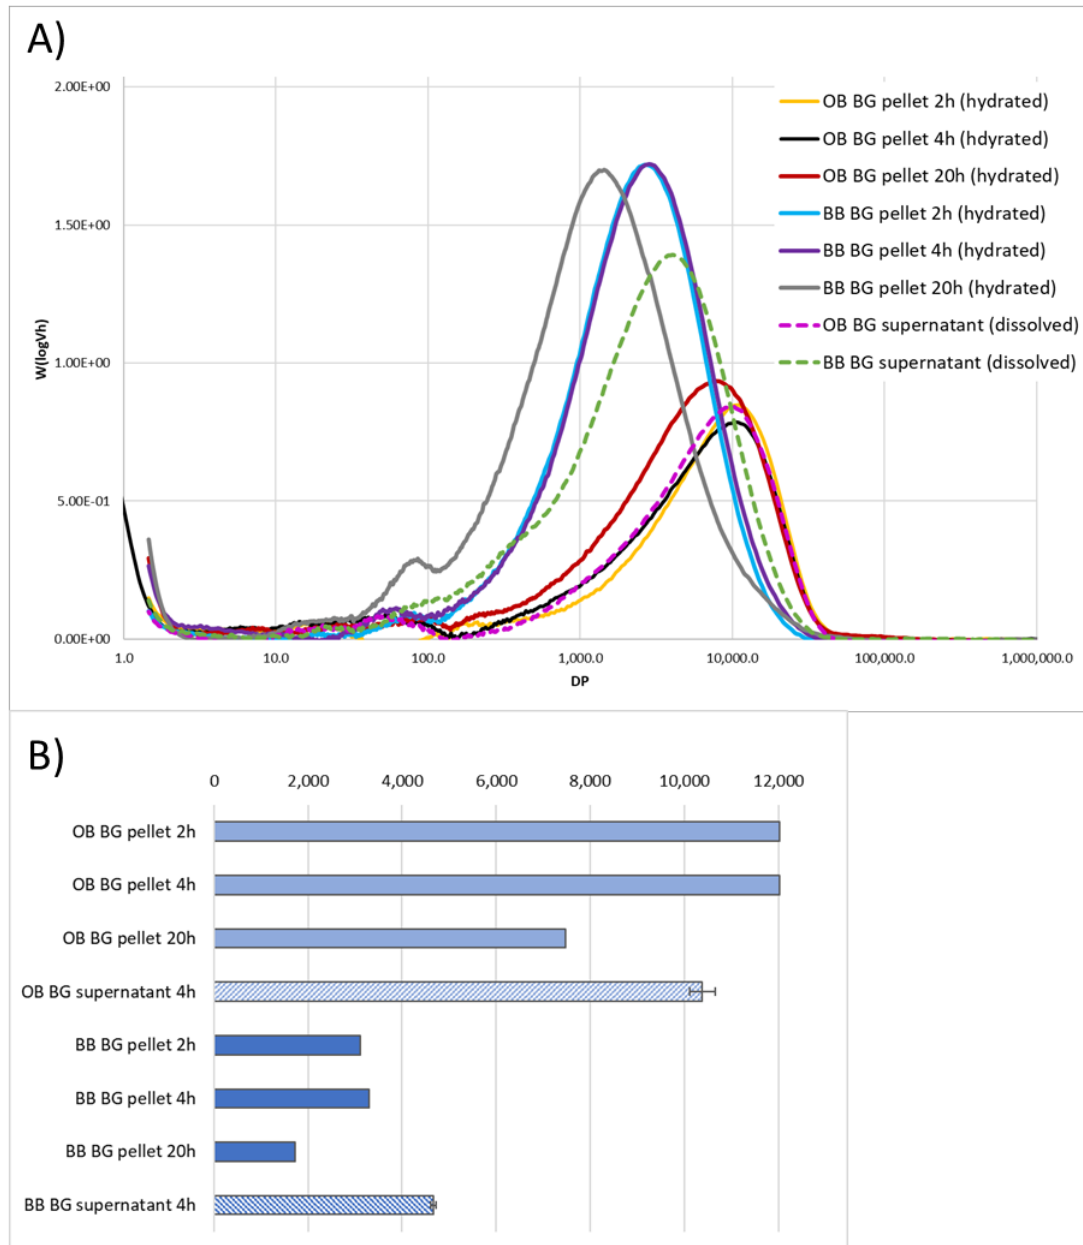 A)
2.00E+00
1.50E+00
1.00E+00
5.00E-01
0.00E+00
W(logVh)
1.0
10.0
100.0
1,000.0
10,000.0
100,000.0
1,000,000.0
DP
OB BG pellet 2h (hydrated)
OB BG pellet 4h (hdyrated)
OB BG pellet 20h (hydrated)
BB BG pellet 2h (hydrated)
BB BG pellet 4h (hydrated)
BB BG pellet 20h (hydrated)
OB BG supernatant (dissolved)
BB BG supernatant (dissolved)
B)
0
2,000
4,000
6,000
8,000
10,000
12,000
OB BG pellet 2h
OB BG pellet 4h
OB BG pellet 20h
OB BG supernatant 4h
BB BG pellet 2h
BB BG pellet 4h
BB BG pellet 20h
BB BG supernatant 4h